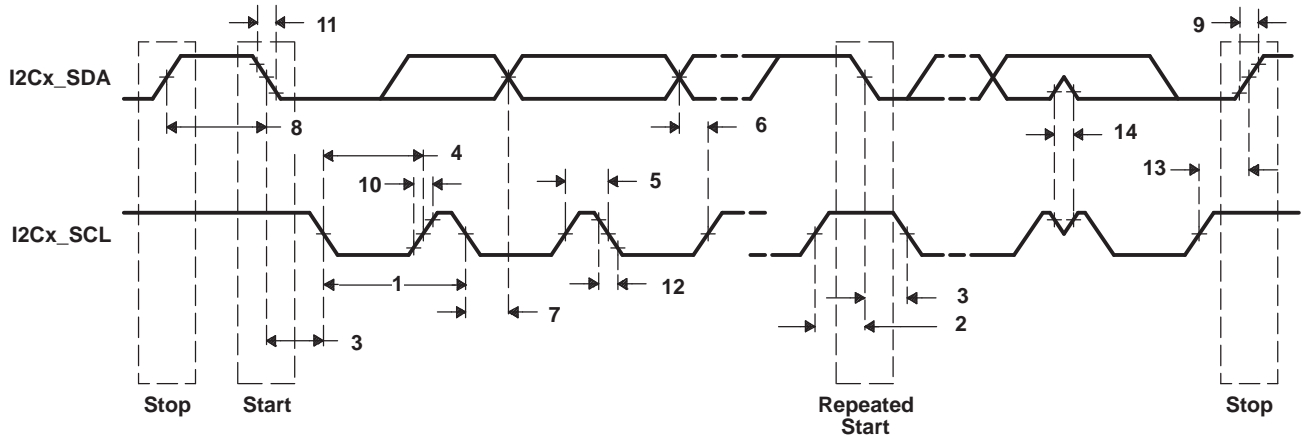 11
9
I2Cx_SDA
8
6
14
4
10
5
13
I2Cx_SCL
1
12
7
3
2
3
Stop
Start
Repeated
Start
Stop